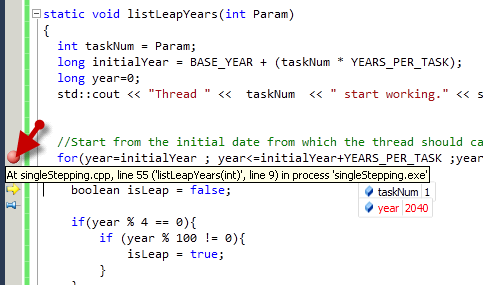 static void listLeapYears(int Param)
{
int taskNum = Param;
long initialYear = BASE_YEAR + (taskNum * YEARS_PER_TASK);
long year=0;
std::cout << "Thread " << taskNum << " start working." << s
//Start from the initial date from which the thread should ca
for(year=initialYear ; year<=initialYear+YEARS_PER_TASK ;year
At singleStepping.cpp, line 55 ('listLeapYears(int)', line 9) in process 'singleStepping.exe'
boolean isLeap = false;
taskNum 1
year 2040
if(year % 4 == 0){
if (year % 100 != 0){
isLeap = true;
}